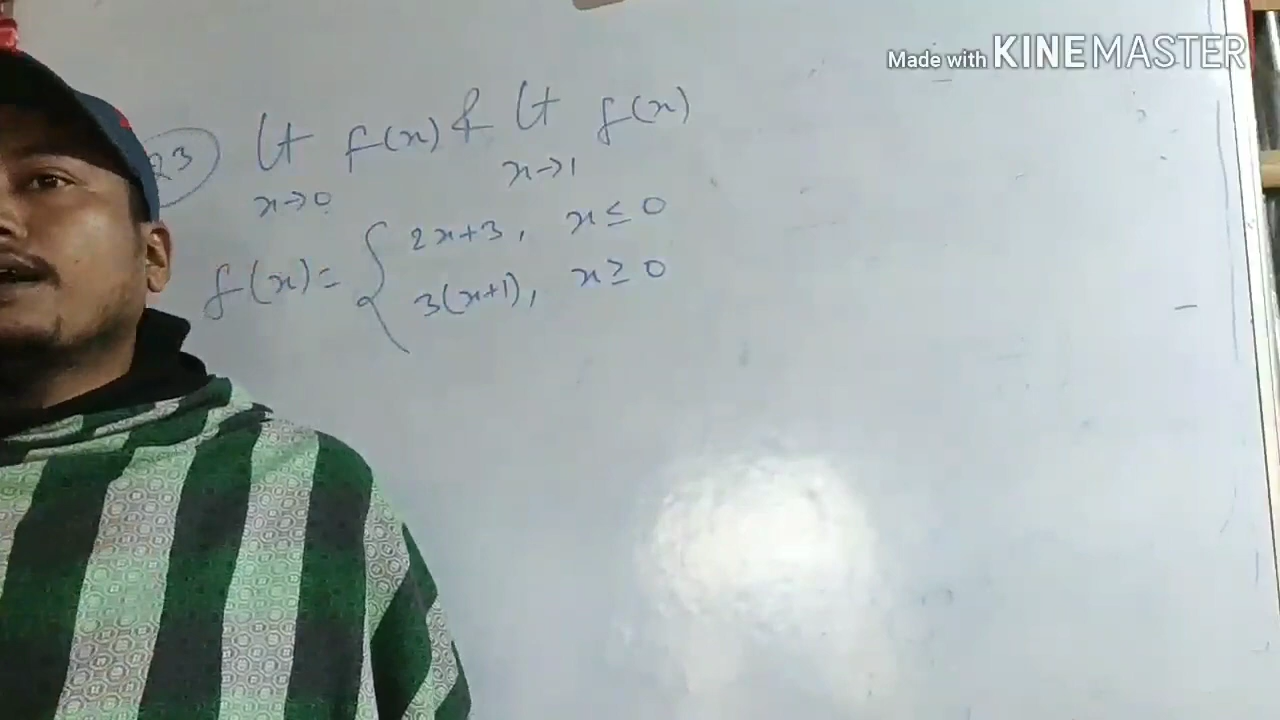 Made with KINEMASTER
23 lt f(x) & lt f(x)
x→0 x→1
f(x) = { 2x+3, x ≤ 0
3(x+1), x ≥ 0